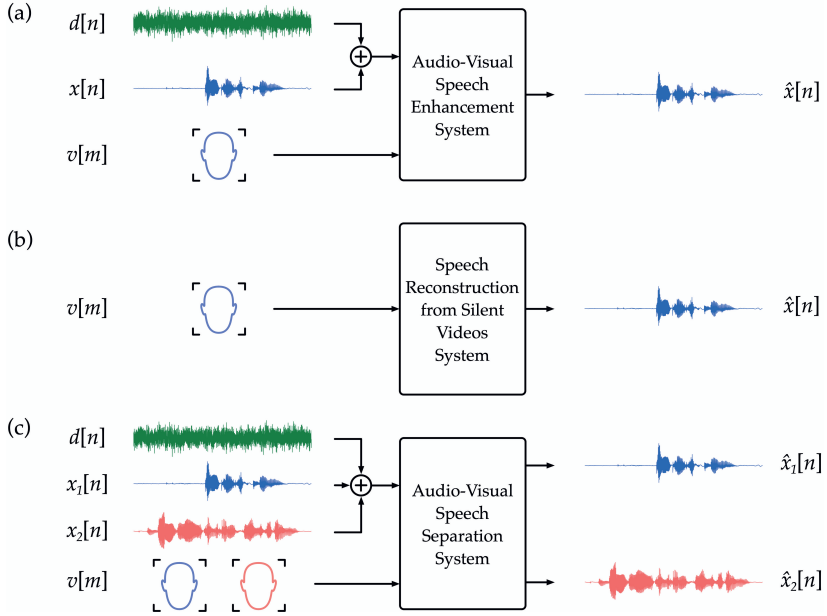 (a)
d[n]
x[n]
v[m]
Audio-Visual
Speech
Enhancement
System
x̂[n]
(b)
v[m]
Speech
Reconstruction
from Silent
Videos
System
x̂[n]
(c)
d[n]
x₁[n]
x₂[n]
v[m]
Audio-Visual
Speech
Separation
System
x̂₁[n]
x̂₂[n]